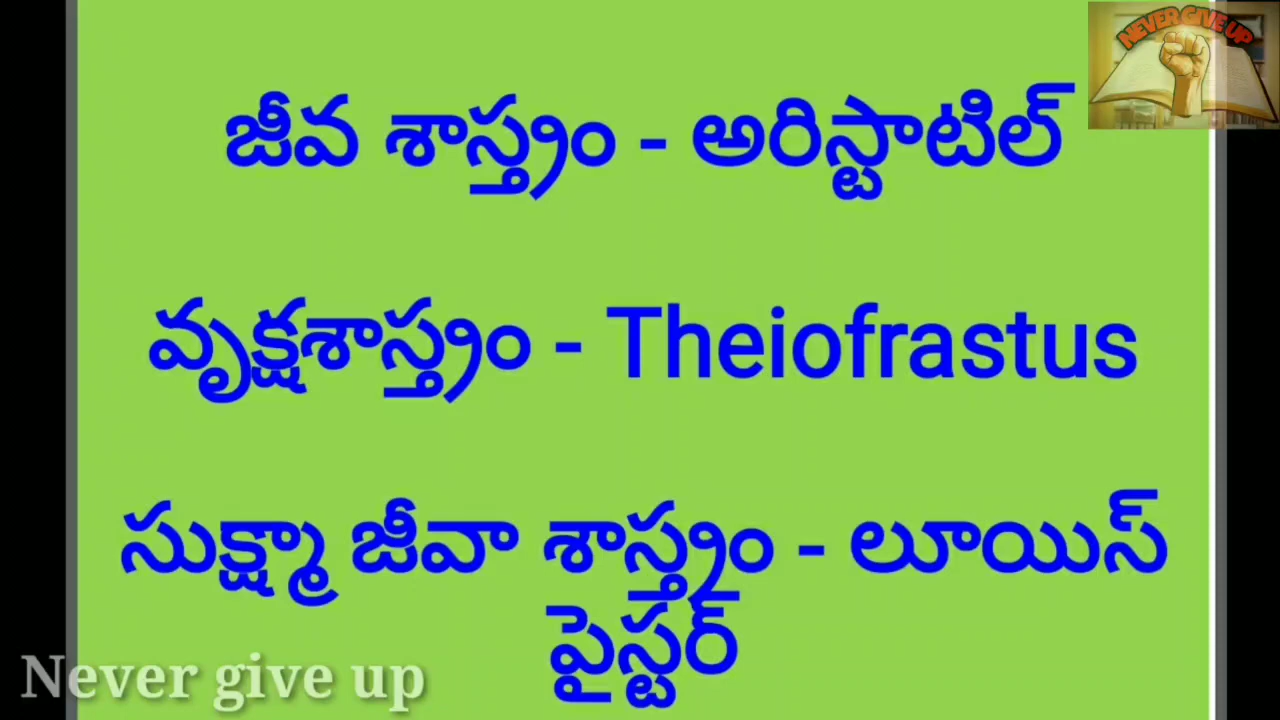 NEVER GIVE UP
జీవ శాస్త్రం - అరిస్టాటిల్
వృక్షశాస్త్రం - Theiofrastus
సుక్ష్మా జీవా శాస్త్రం - లూయిస్
పైస్టర్
Never give up